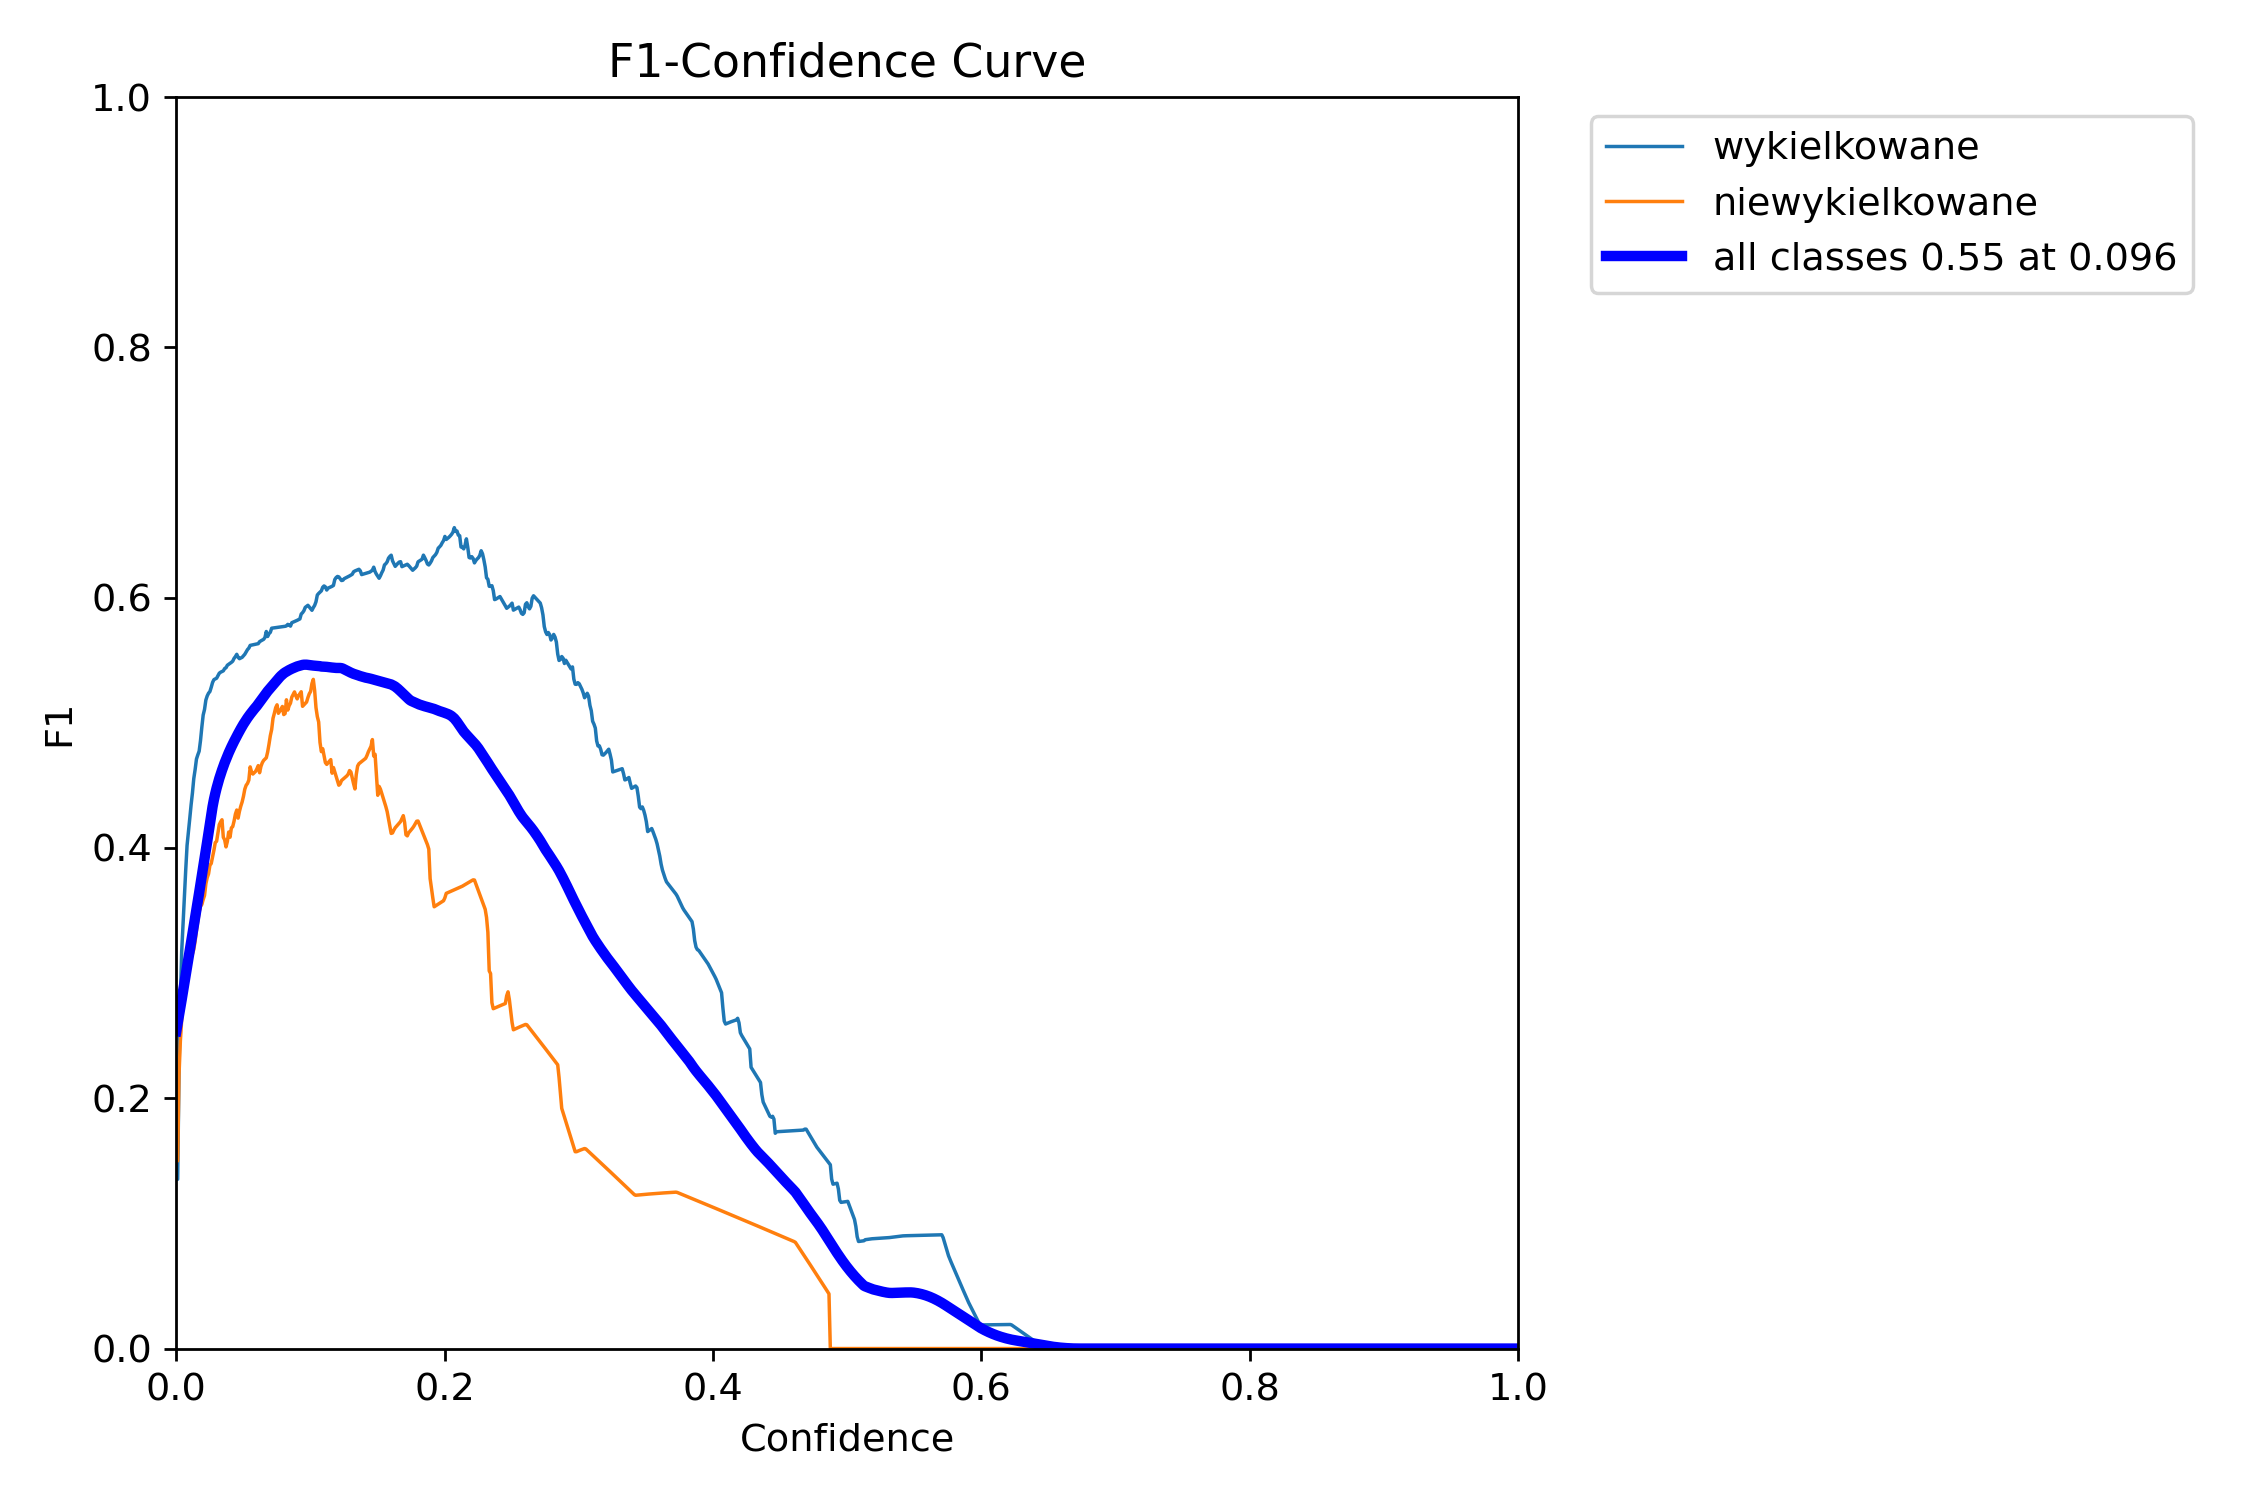 F1-Confidence Curve
1.0
0.8
0.6
0.4
0.2
0.0
F1
0.0 0.2 0.4 0.6 0.8 1.0
Confidence
wykielkowane
niewykielkowane
all classes 0.55 at 0.096